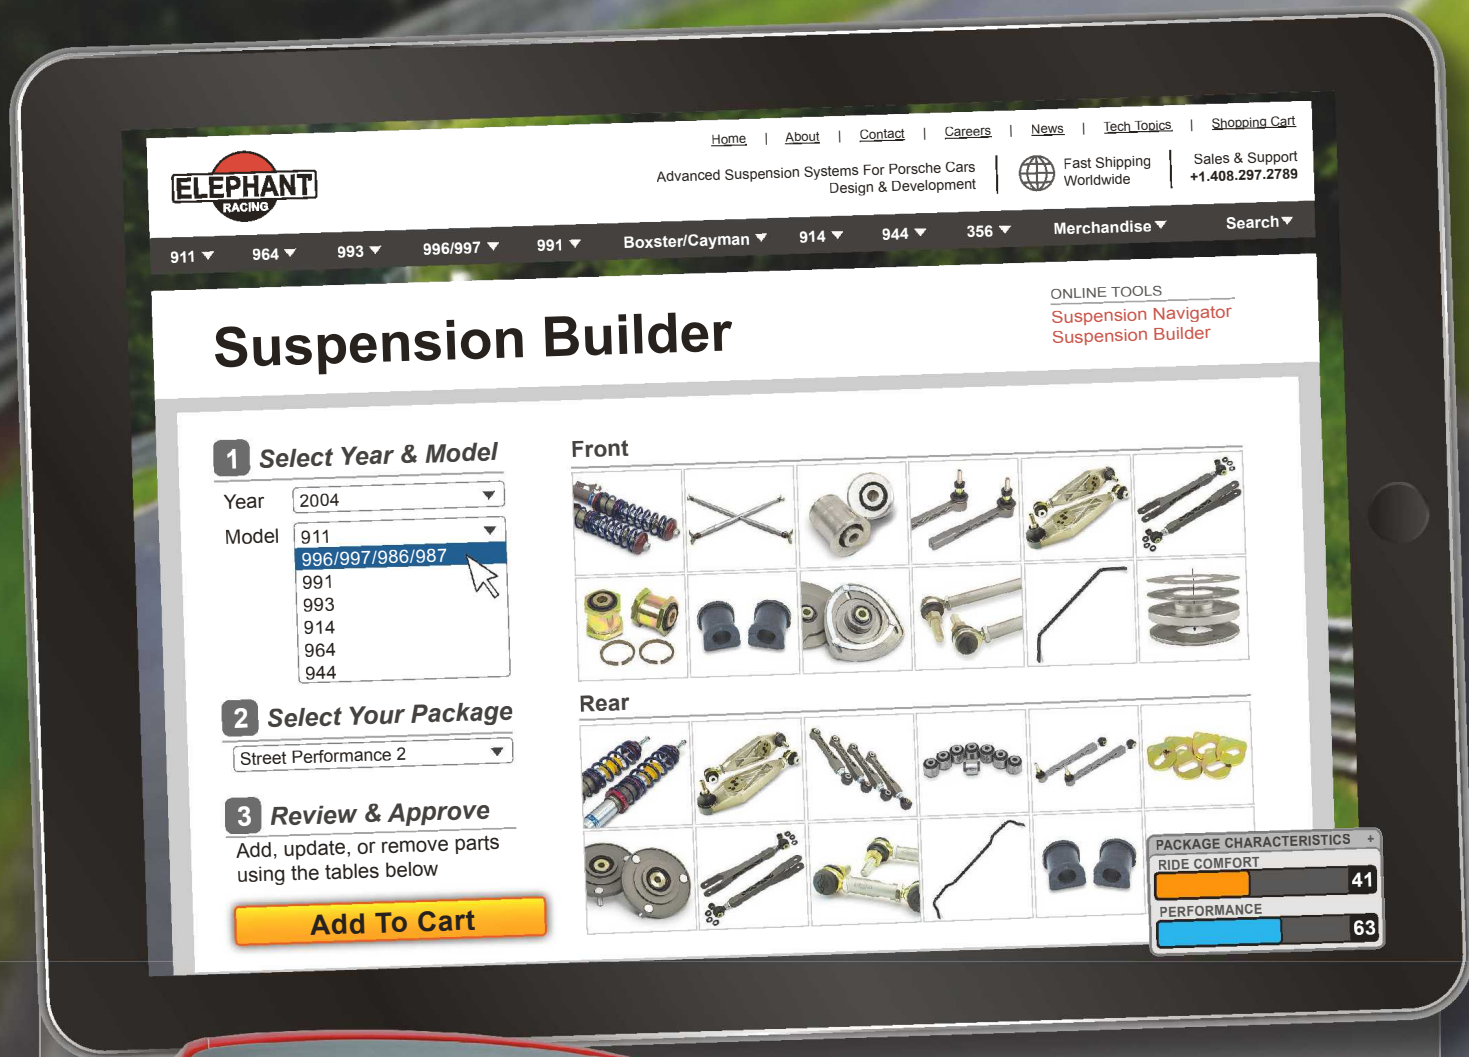 ELEPHANT
RACING
Home | About | Contact | Careers | News | Tech Topics | Shopping Cart
Advanced Suspension Systems For Porsche Cars
Design & Development
Fast Shipping
Worldwide
Sales & Support
+1.408.297.2789
911 964 993 996/997 991 Boxster/Cayman 914 944 356 Merchandise Search
Suspension Builder
ONLINE TOOLS
Suspension Navigator
Suspension Builder
1 Select Year & Model
Year 2004
Model 911
996/997/986/987
991
993
914
964
944
2 Select Your Package
Street Performance 2
3 Review & Approve
Add, update, or remove parts
using the tables below
Add To Cart
Front
Rear
PACKAGE CHARACTERISTICS +
RIDE COMFORT
41
PERFORMANCE
63